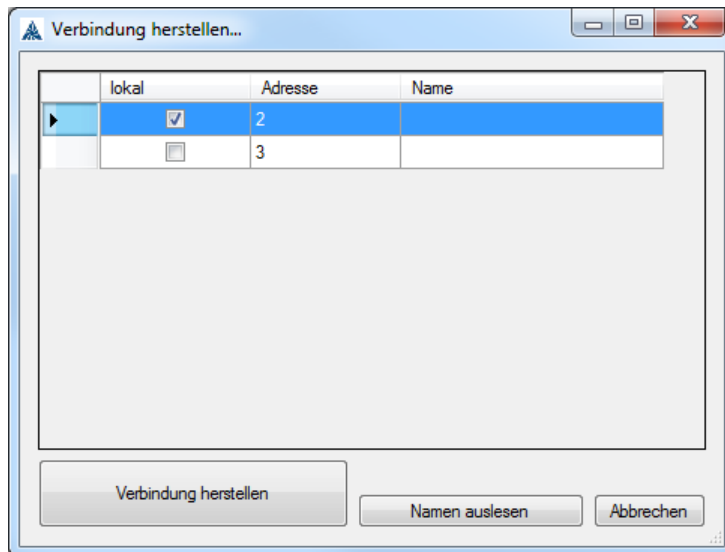 Verbindung herstellen...
lokal Adresse Name
2
3
Verbindung herstellen
Namen auslesen
Abbrechen